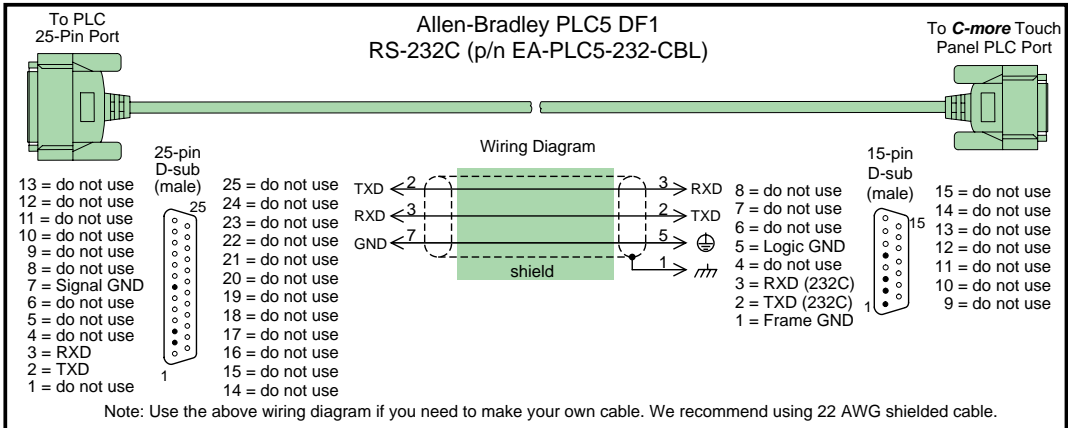 To PLC
25-Pin Port
Allen-Bradley PLC5 DF1
RS-232C (p/n EA-PLC5-232-CBL)
To C-more Touch
Panel PLC Port
25-pin
D-sub
(male)
13 = do not use
12 = do not use
11 = do not use
10 = do not use
9 = do not use
8 = do not use
7 = Signal GND
6 = do not use
5 = do not use
4 = do not use
3 = RXD
2 = TXD
1 = do not use
25
1
25 = do not use
24 = do not use
23 = do not use
22 = do not use
21 = do not use
20 = do not use
19 = do not use
18 = do not use
17 = do not use
16 = do not use
15 = do not use
14 = do not use
Wiring Diagram
TXD 2 3 RXD
RXD 3 2 TXD
GND 7 5
1
shield
8 = do not use
7 = do not use
6 = do not use
5 = Logic GND
4 = do not use
3 = RXD (232C)
2 = TXD (232C)
1 = Frame GND
15-pin
D-sub
(male)
15
1
15 = do not use
14 = do not use
13 = do not use
12 = do not use
11 = do not use
10 = do not use
9 = do not use
Note: Use the above wiring diagram if you need to make your own cable. We recommend using 22 AWG shielded cable.